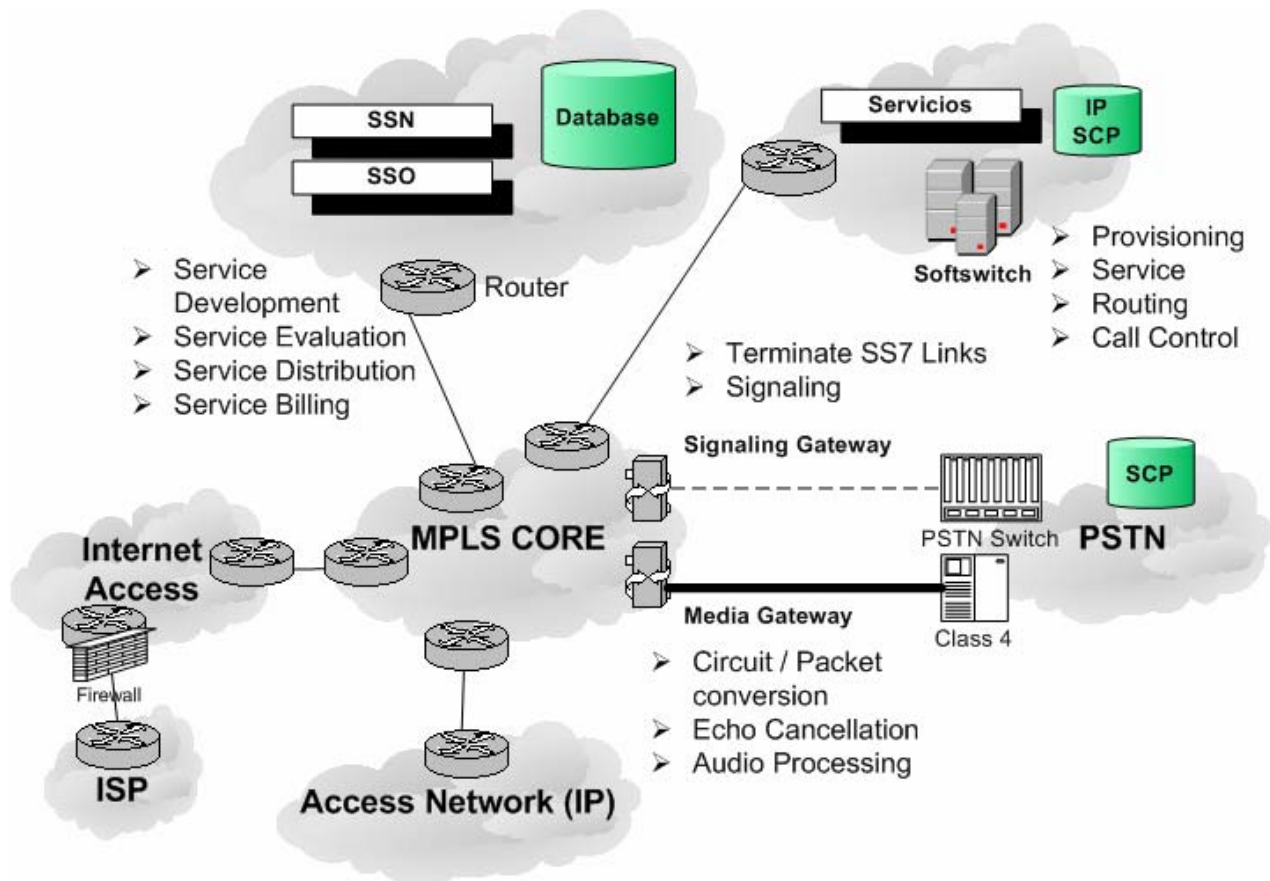 SSN
SSO
Database
Servicios
IP
SCP
Softswitch
➢ Provisioning
➢ Service
➢ Routing
➢ Call Control
➢ Service
Development
➢ Service Evaluation
➢ Service Distribution
➢ Service Billing
Router
➢ Terminate SS7 Links
➢ Signaling
Signaling Gateway
SCP
PSTN Switch
PSTN
MPLS CORE
Internet
Access
Firewall
ISP
Media Gateway
Class 4
➢ Circuit / Packet
conversion
➢ Echo Cancellation
➢ Audio Processing
Access Network (IP)